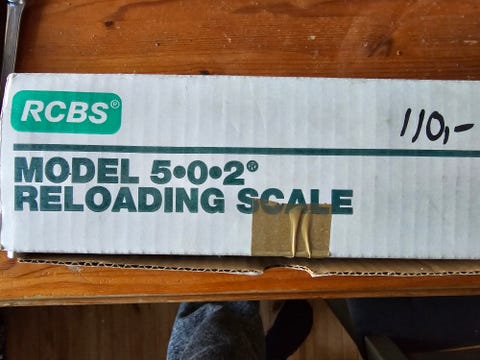 RCBS®
110,-
MODEL 5•0•2®
RELOADING SCALE